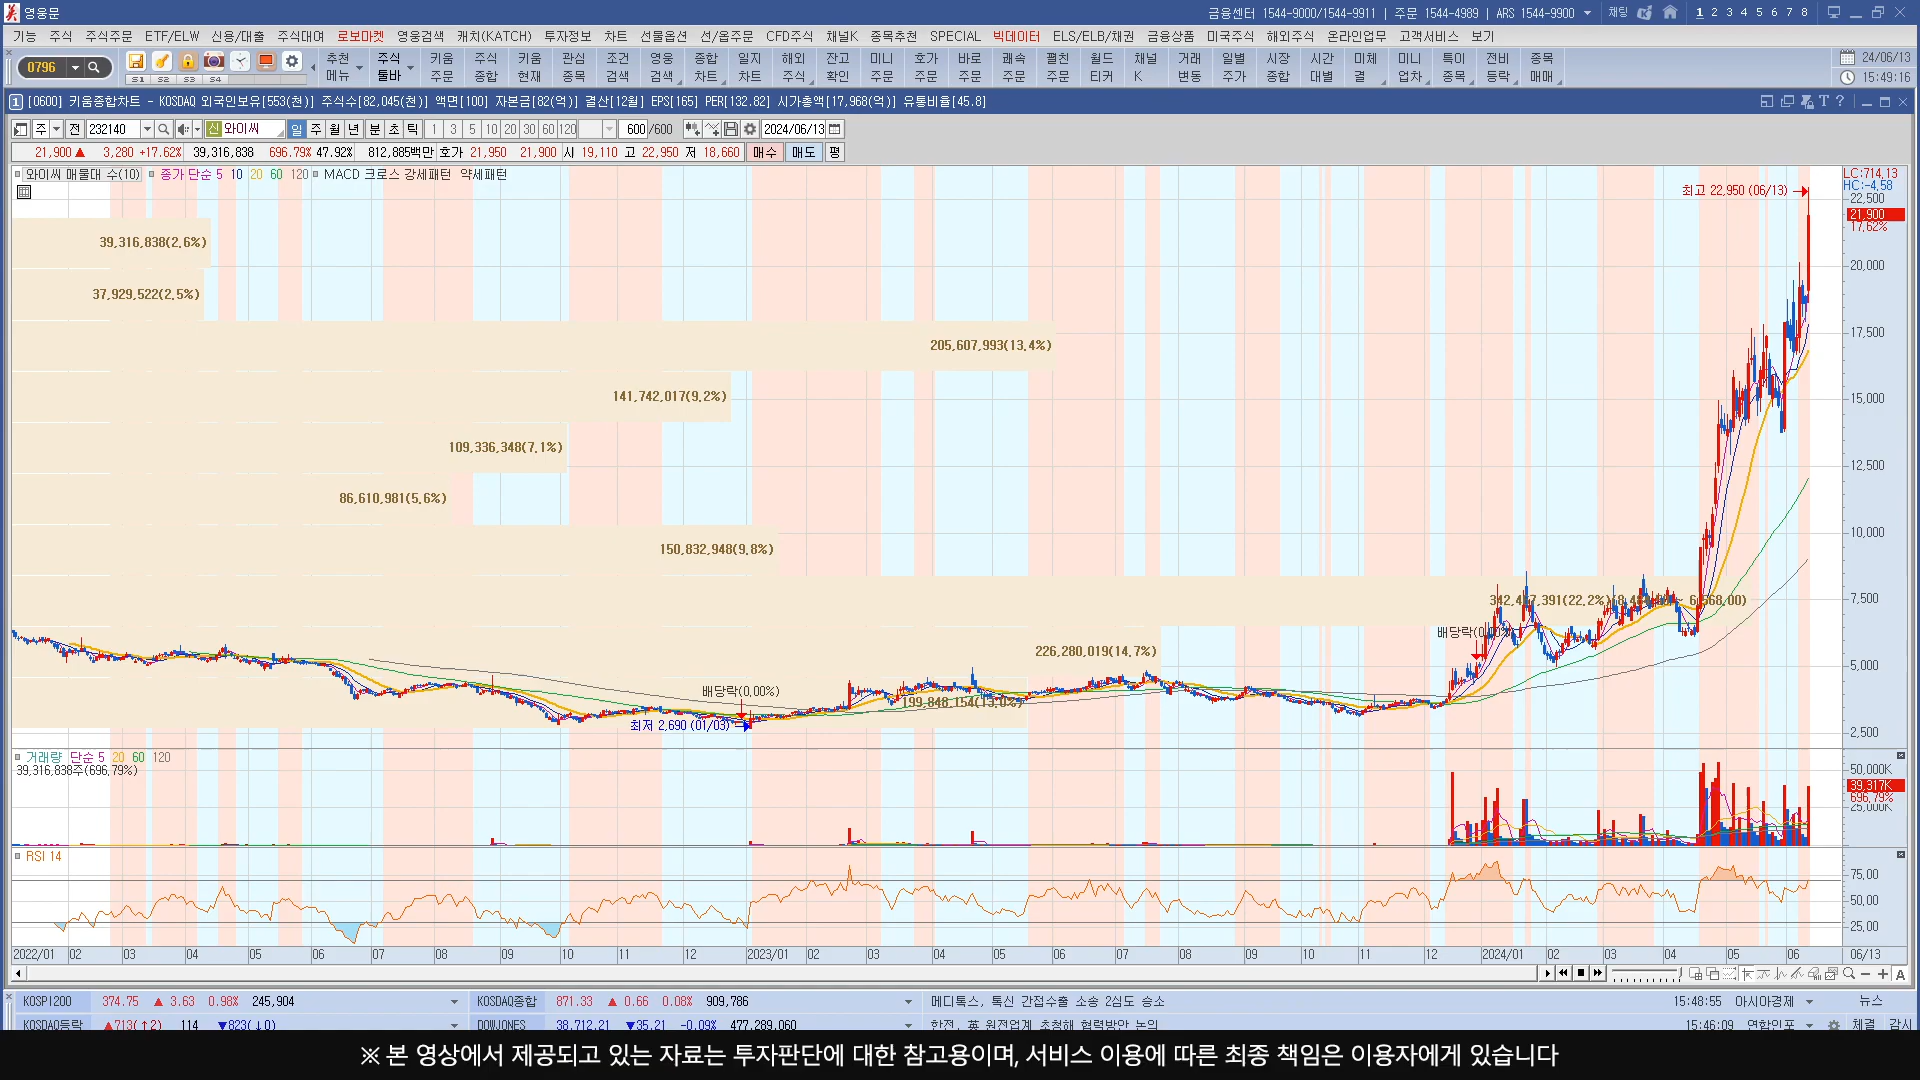 영웅문
금융센터 1544-9000/1544-9911 | 주문 1544-4989 | ARS 1544-9900 채팅 1 2 3 4 5 6 7 8
기능 주식 주식주문 ETF/ELW 신용/대출 주식대여 로보마켓 영웅검색 캐치(KATCH) 투자정보 차트 선물옵션 선/옵주문 CFD주식 채널K 종목추천 SPECIAL 빅데이터 ELS/ELB/채권 금융상품 미국주식 해외주식 온라인업무 고객서비스 보기
0796 S1 S2 S3 S4
추천 주식 키움 주식 키움 관심 조건 영웅 종합 일지 해외 잔고 미니 호가 바로 쾌속 펼친 월드 채널 거래 일별 시장 시간 미체 미니 특미 전비 종목
메뉴 툴바 주문 종합 현재 종목 검색 검색 차트 차트 주식 확인 주문 주문 주문 주문 주문 티커 K 변동 주가 종합 대별 결 업차 종목 등락 매매
24/06/13
15:49:16
1 [0600] 키움종합차트 - KOSDAQ 외국인보유[553(천)] 주식수[82,045(천)] 액면[100] 자본금[82(억)] 결산[12월] EPS[165] PER[132.82] 시가총액[17,968(억)] 유통비율[45.8]
주 전 232140 신 와이씨 일 주 월 년 분 초 틱 1 3 5 10 20 30 60 120 600 /600 2024/06/13
21,900 ▲ 3,280 +17.62% 39,316,838 696.79% 47.92% 812,885백만 호가 21,950 21,900 시 19,110 고 22,950 저 18,660 매수 매도 평
와이씨 매물대 수(10) 종가 단순 5 10 20 60 120 MACD 크로스 강세패턴 약세패턴
LC:714.13
HC:-4.58
최고 22,950 (06/13)
22,500
21,900
17.62%
39,316,838(2.6%)
20,000
37,929,522(2.5%)
17,500
205,607,993(13.4%)
141,742,017(9.2%)
15,000
109,336,348(7.1%)
12,500
86,610,981(5.6%)
10,000
150,832,948(9.8%)
7,500
배당락(0.00%)
226,280,019(14.7%)
5,000
배당락(0.00%)
199,848,154(13.0%)
최저 2,690 (01/03)
2,500
거래량 단순 5 20 60 120
39,316,838주(696.79%)
50,000K
39,317K
696.79%
25,000K
RSI 14
75.00
50.00
25.00
2022/01 02 03 04 05 06 07 08 09 10 11 12 2023/01 02 03 04 05 06 07 08 09 10 11 12 2024/01 02 03 04 05 06 06/13
A
KOSPI200 374.75 ▲ 3.63 0.98% 245,904 KOSDAQ종합 871.33 ▲ 0.66 0.08% 909,786 메디톡스, 톡신 간접수출 소송 2심도 승소 15:48:55 아시아경제 뉴스
KOSDAQ등락 ▲713(↑2) 114 ▼823(↓0) DOWJONES 38,712.21 ▼35.21 -0.09% 477,289,060 한전, 英 원전업계 초청해 협력방안 논의 15:46:09 연합인포 체결 감시
※ 본 영상에서 제공되고 있는 자료는 투자판단에 대한 참고용이며, 서비스 이용에 따른 최종 책임은 이용자에게 있습니다